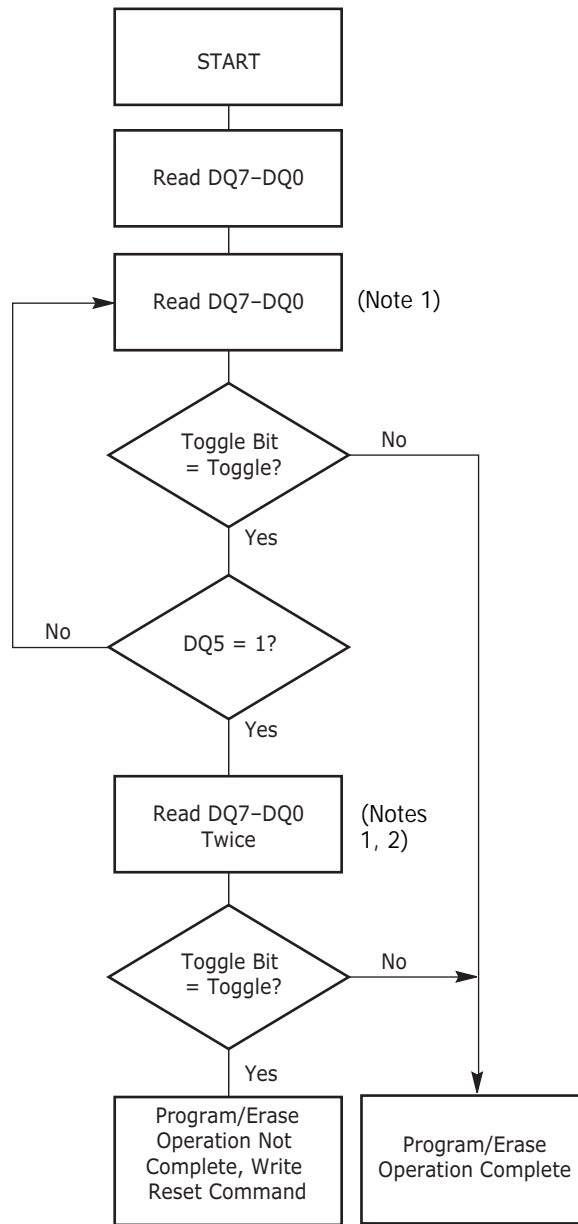 START
Read DQ7–DQ0
Read DQ7–DQ0
(Note 1)
Toggle Bit
= Toggle?
No
Yes
No
DQ5 = 1?
Yes
Read DQ7–DQ0
Twice
(Notes
1, 2)
Toggle Bit
= Toggle?
No
Yes
Program/Erase
Operation Not
Complete, Write
Reset Command
Program/Erase
Operation Complete